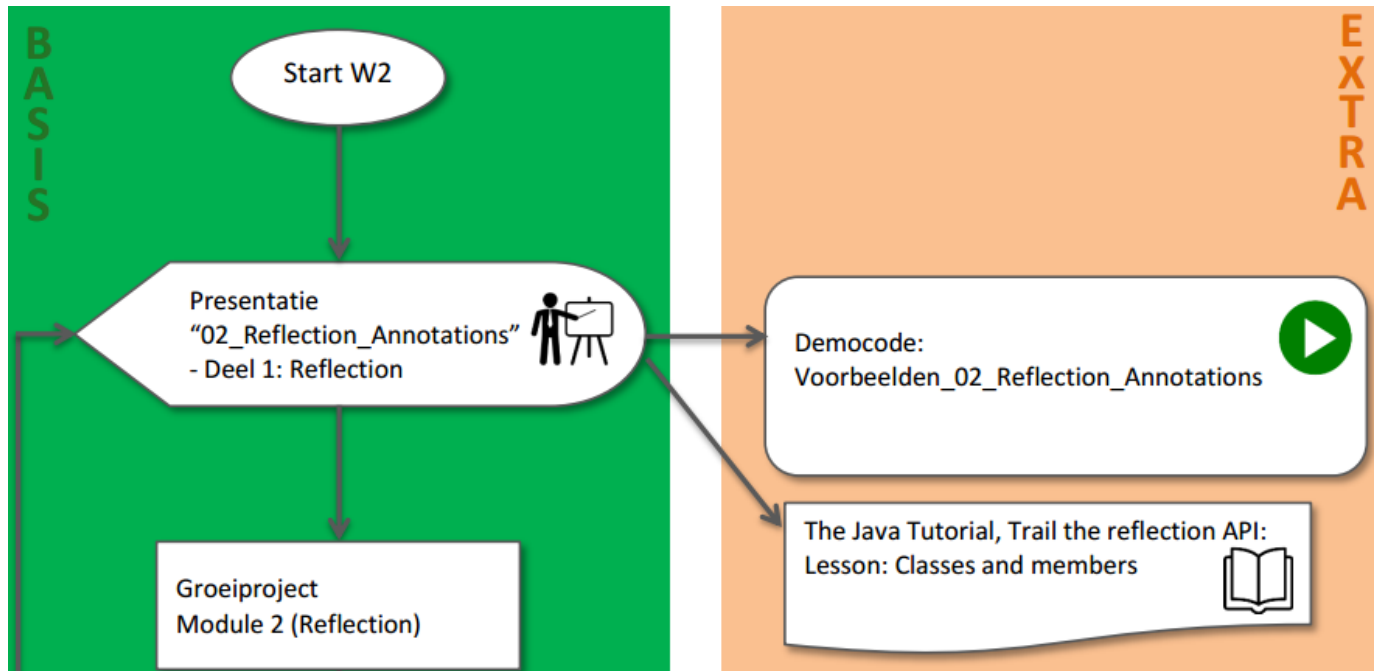 BASIS
Start W2
Presentatie
“02_Reflection_Annotations”
- Deel 1: Reflection
Groeiproject
Module 2 (Reflection)
EXTRA
Democode:
Voorbeelden_02_Reflection_Annotations
The Java Tutorial, Trail the reflection API:
Lesson: Classes and members